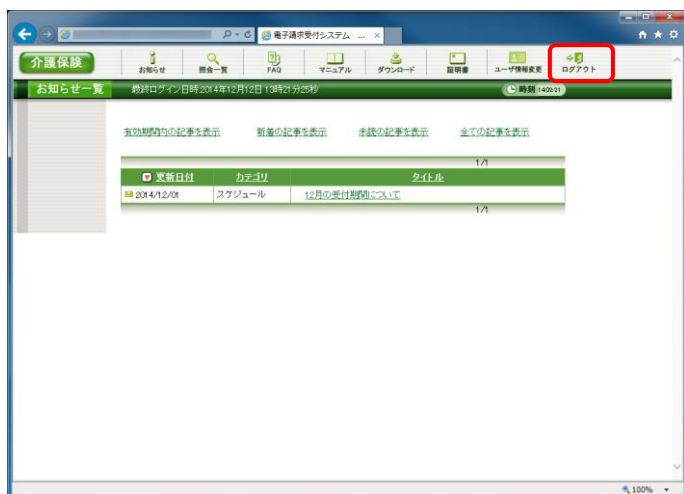 電子請求受付システム ...
介護保険
お知らせ 照会一覧 FAQ マニュアル ダウンロード 証明書 ユーザ情報変更 ログアウト
お知らせ一覧 最終ログイン日時 2014年12月12日 13時21分25秒 時刻 14:02:31
有効期間内の記事を表示 新着の記事を表示 未読の記事を表示 全ての記事を表示
1/1
更新日付 カテゴリ タイトル
2014/12/01 スケジュール 12月の受付期間について
1/1
100%